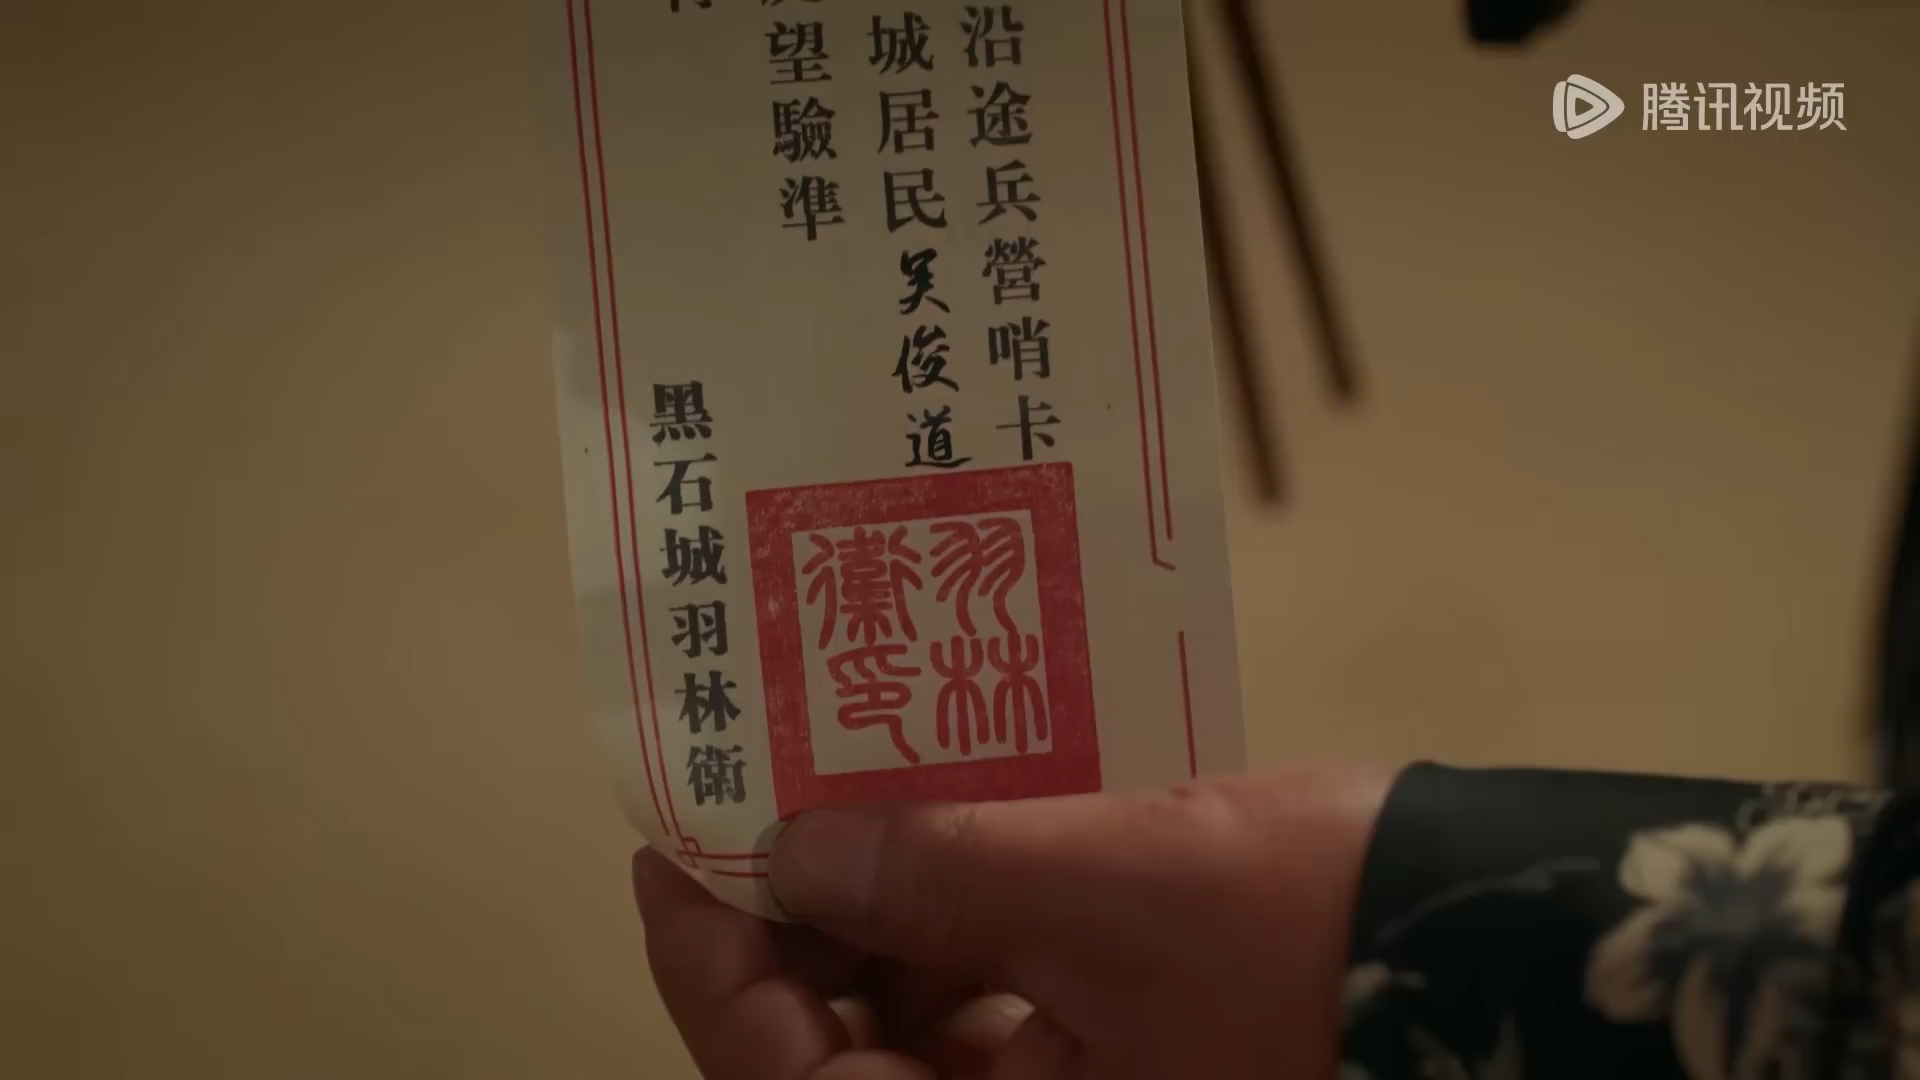 沿途兵營哨卡
城居民吴俊道
望驗準
黑石城羽林衛
羽林
衛印
腾讯视频